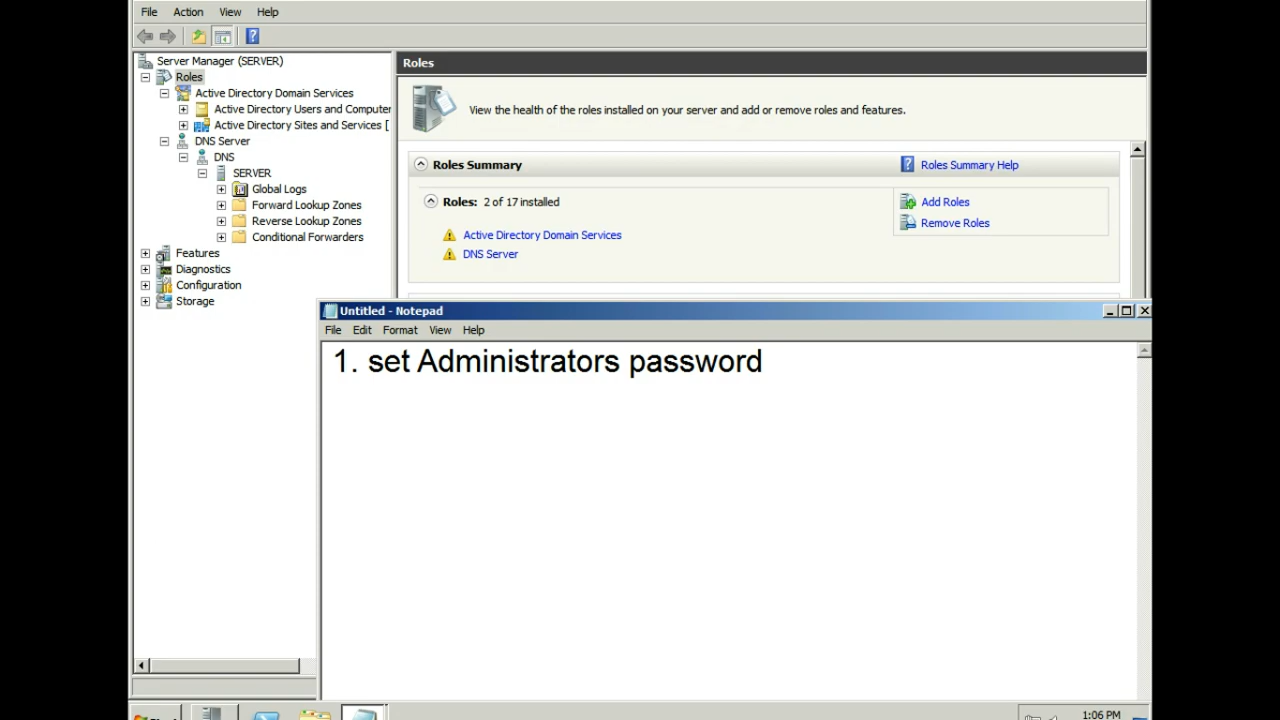 File Action View Help
Server Manager (SERVER)
Roles
Active Directory Domain Services
Active Directory Users and Computer
Active Directory Sites and Services [
DNS Server
DNS
SERVER
Global Logs
Forward Lookup Zones
Reverse Lookup Zones
Conditional Forwarders
Features
Diagnostics
Configuration
Storage
Roles
View the health of the roles installed on your server and add or remove roles and features.
Roles Summary
Roles Summary Help
Roles: 2 of 17 installed
Add Roles
Remove Roles
Active Directory Domain Services
DNS Server
Untitled - Notepad
File Edit Format View Help
1. set Administrators password
1:06 PM